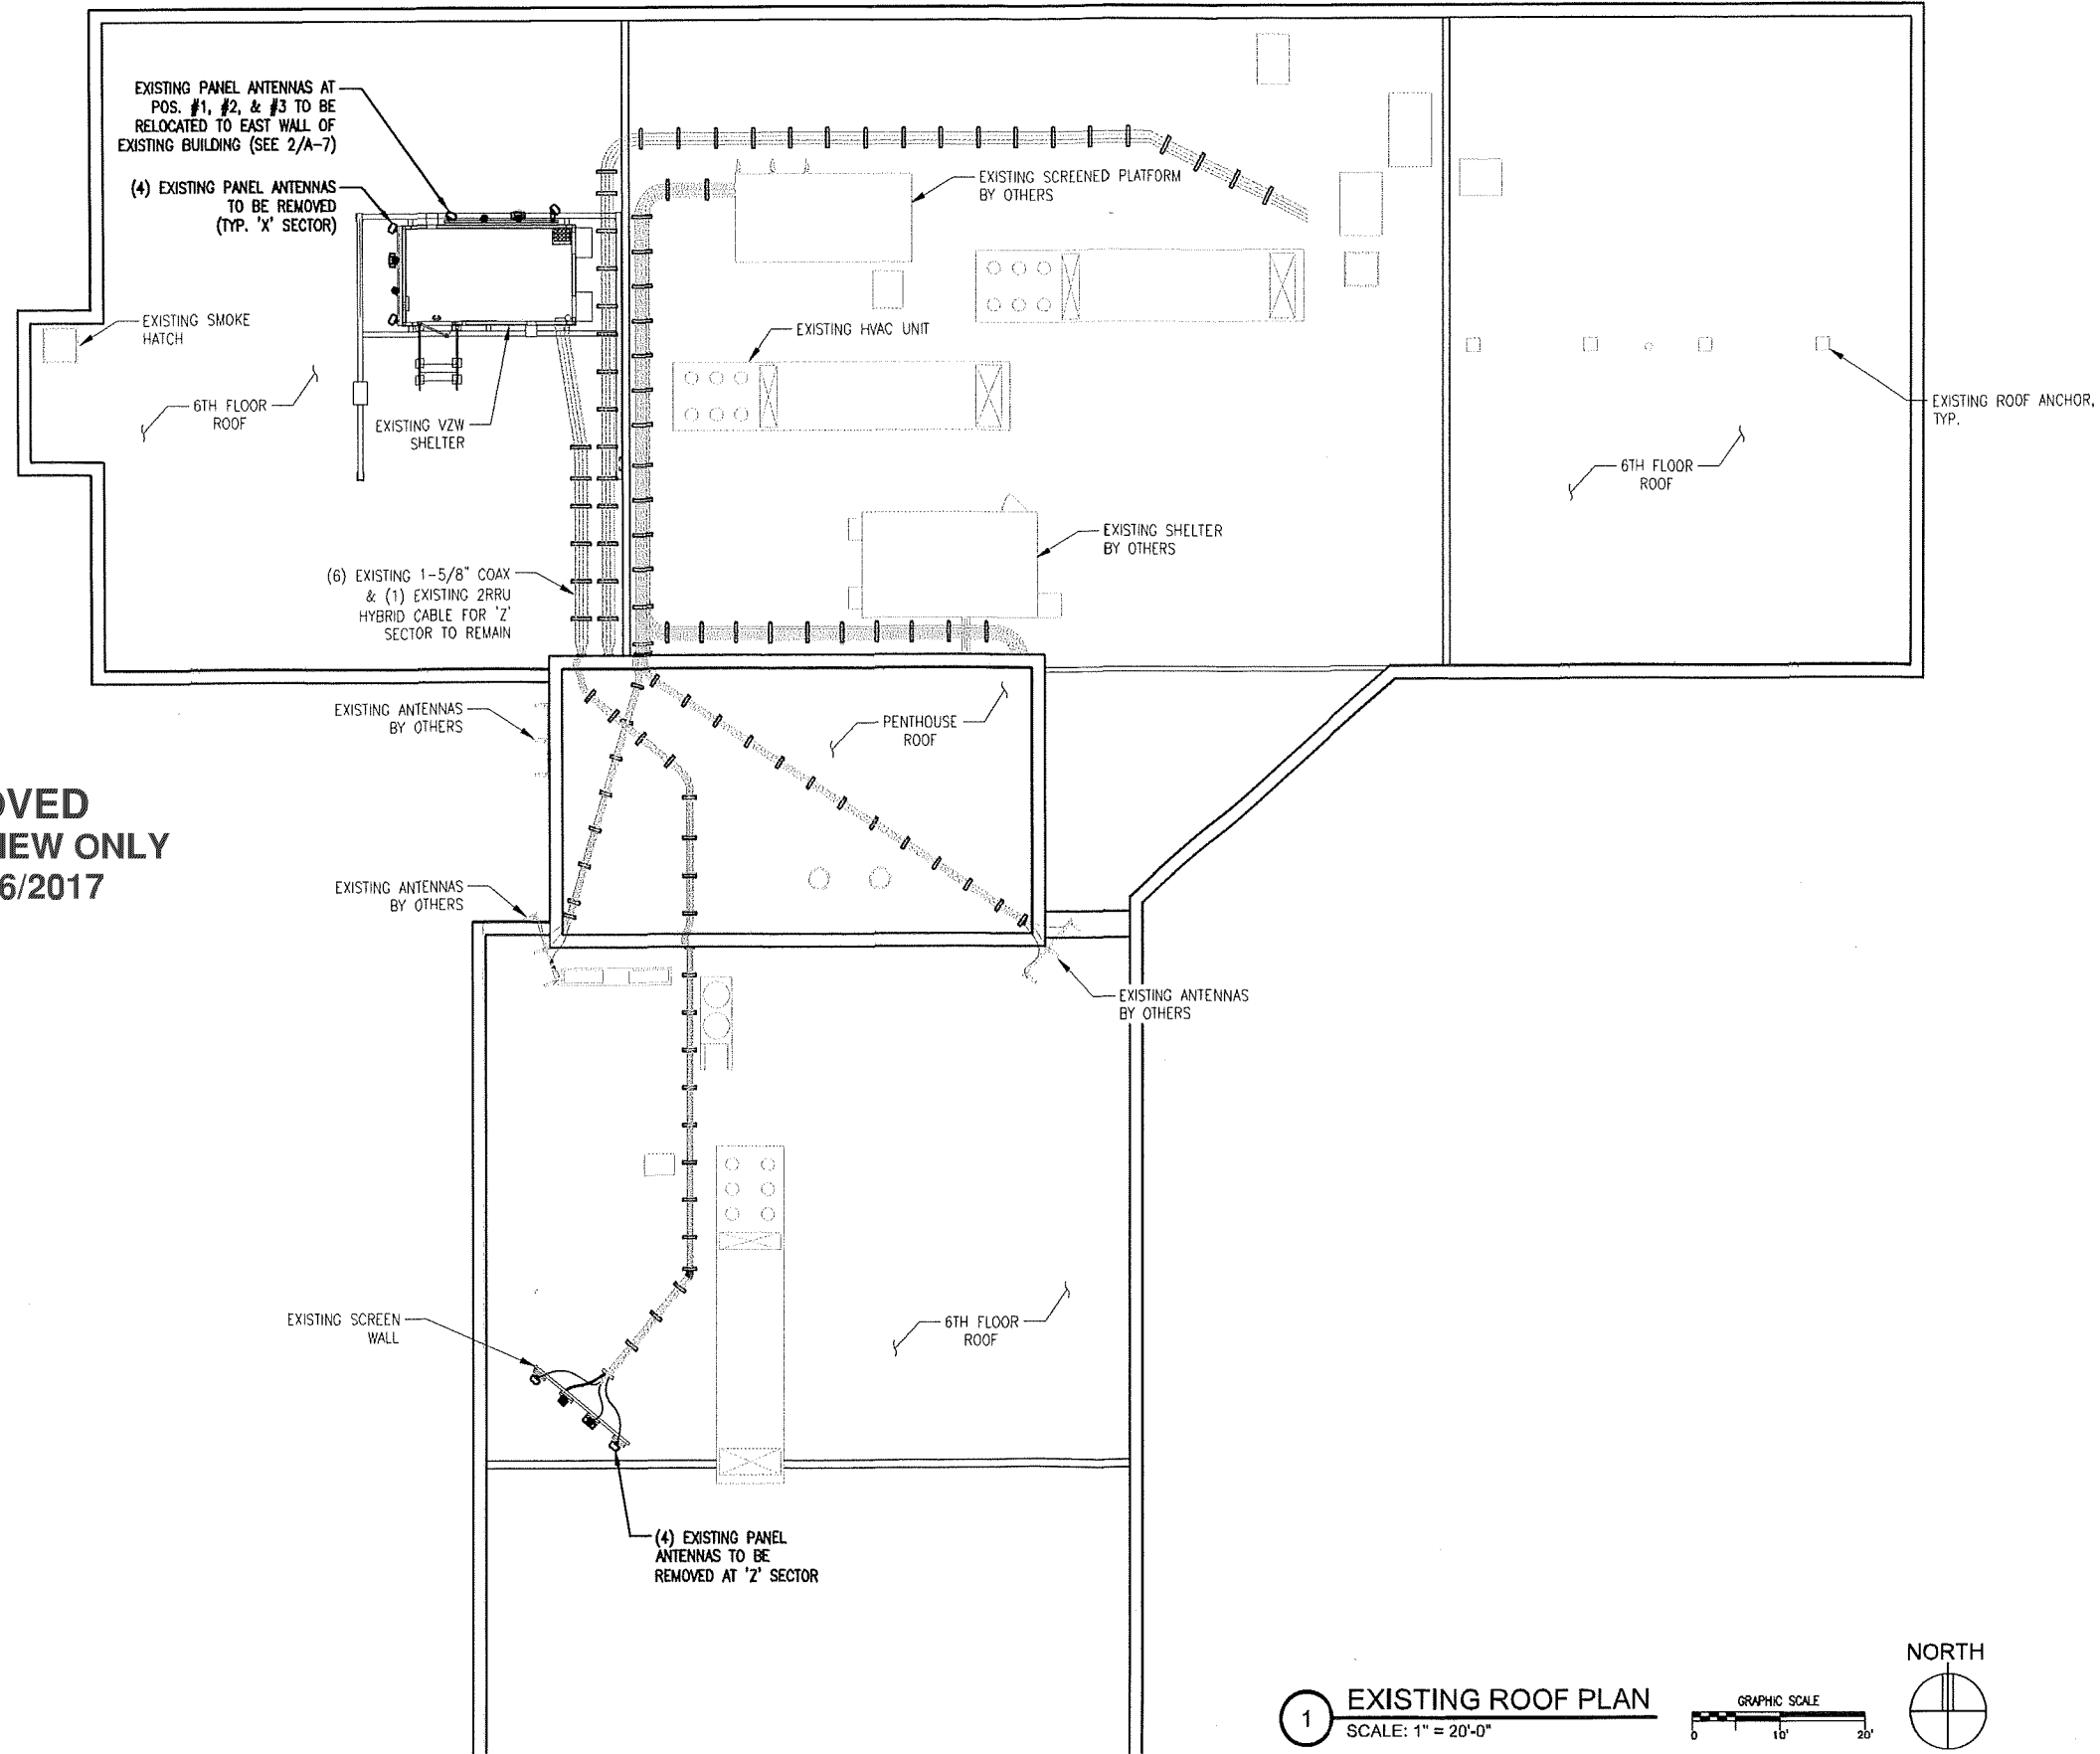 EXISTING PANEL ANTENNAS AT
POS. #1, #2, & #3 TO BE
RELOCATED TO EAST WALL OF
EXISTING BUILDING (SEE 2/A-7)
(4) EXISTING PANEL ANTENNAS
TO BE REMOVED
(TYP. 'X' SECTOR)
EXISTING SCREENED PLATFORM
BY OTHERS
EXISTING SMOKE
HATCH
EXISTING HVAC UNIT
6TH FLOOR
ROOF
EXISTING VZW
SHELTER
EXISTING ROOF ANCHOR,
TYP.
6TH FLOOR
ROOF
EXISTING SHELTER
BY OTHERS
(6) EXISTING 1-5/8" COAX
& (1) EXISTING 2RRU
HYBRID CABLE FOR 'Z'
SECTOR TO REMAIN
EXISTING ANTENNAS
BY OTHERS
PENTHOUSE
ROOF
OVED
IEW ONLY
6/2017
EXISTING ANTENNAS
BY OTHERS
EXISTING ANTENNAS
BY OTHERS
EXISTING SCREEN
WALL
6TH FLOOR
ROOF
(4) EXISTING PANEL
ANTENNAS TO BE
REMOVED AT 'Z' SECTOR
1
EXISTING ROOF PLAN
SCALE: 1" = 20'-0"
GRAPHIC SCALE
0 10' 20'
NORTH